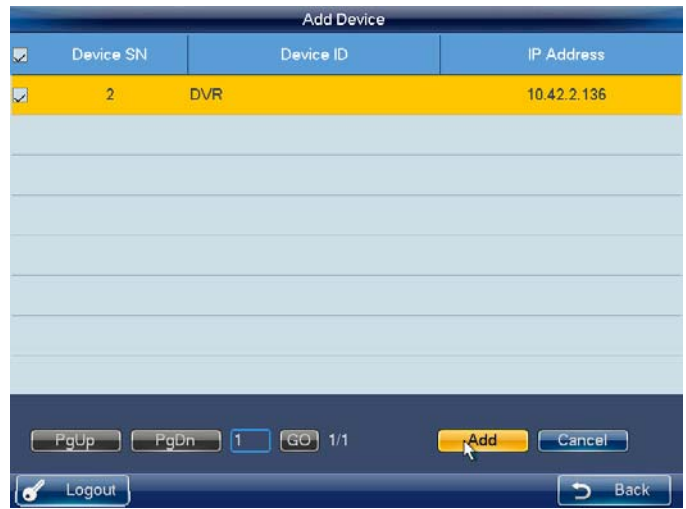 Add Device
Device SN Device ID IP Address
2 DVR 10.42.2.136
PgUp PgDn 1 GO 1/1 Add Cancel
Logout Back